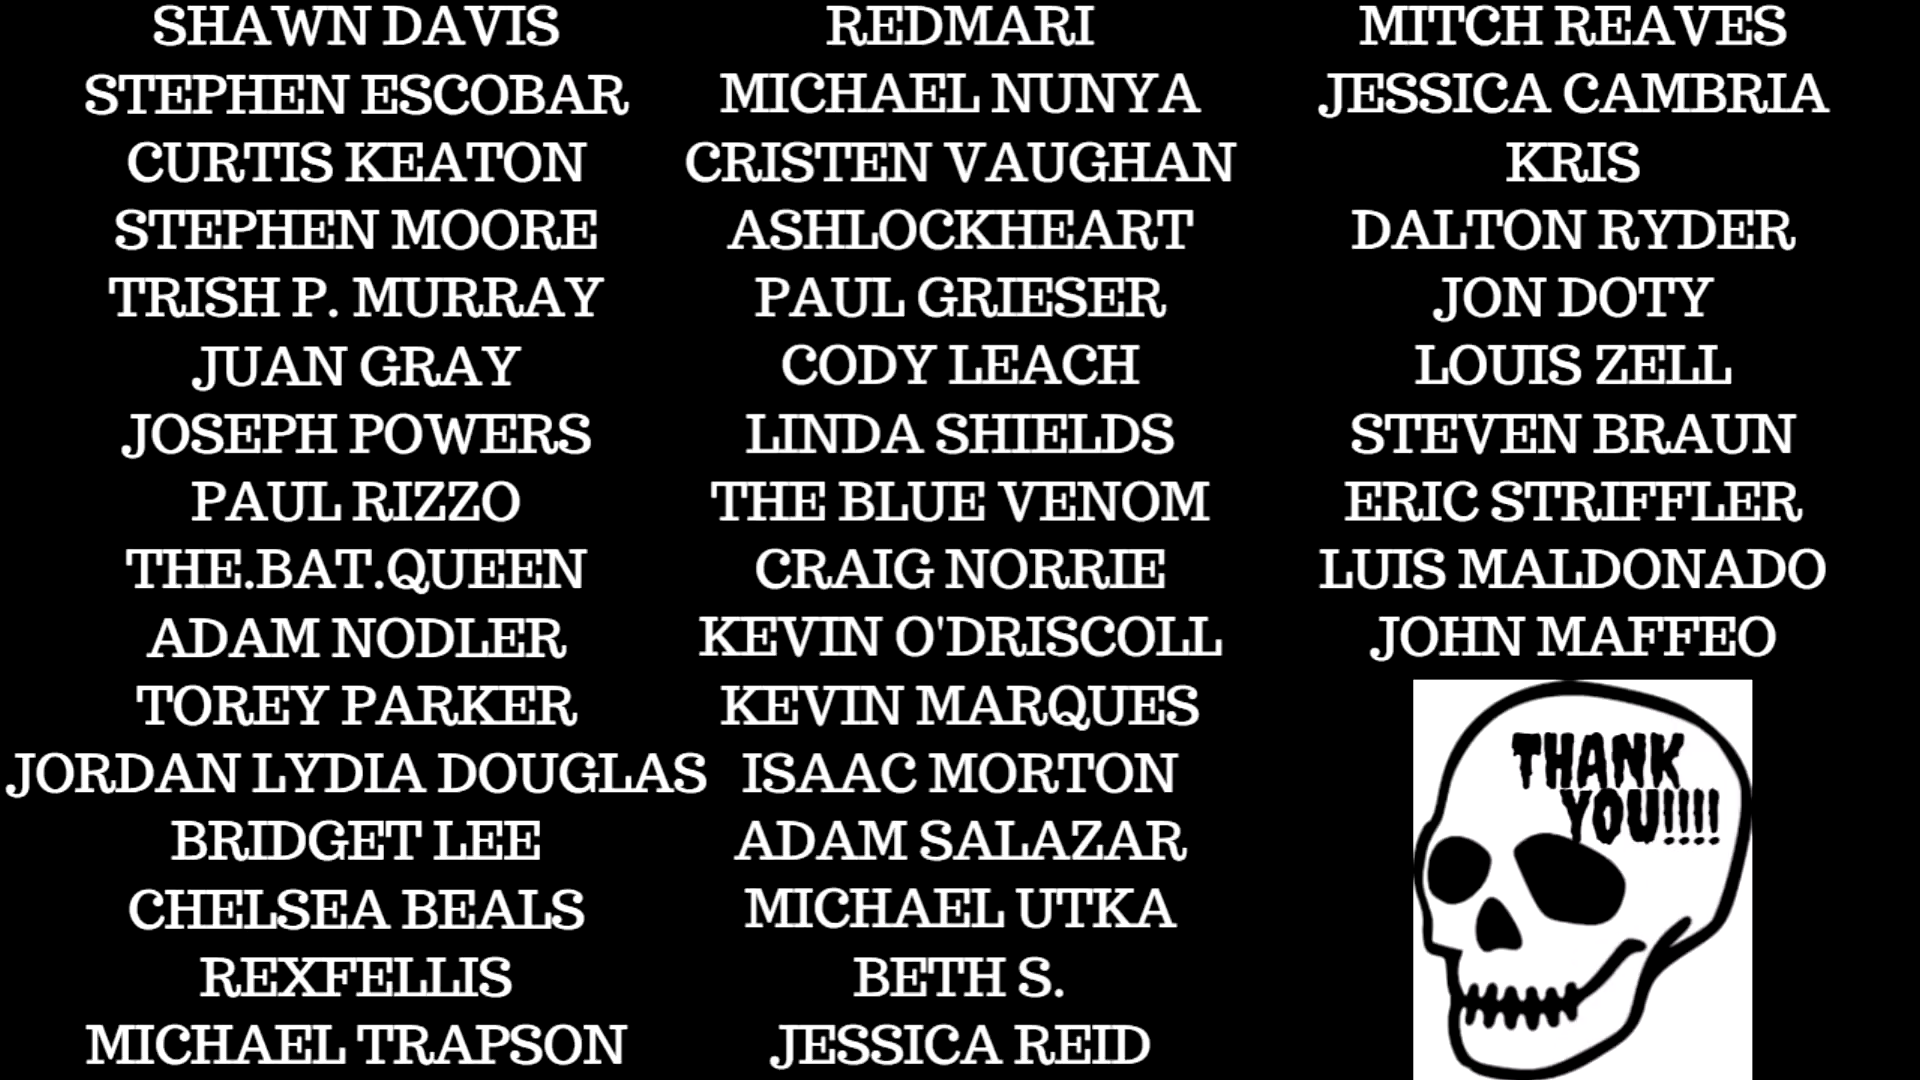 SHAWN DAVIS
STEPHEN ESCOBAR
CURTIS KEATON
STEPHEN MOORE
TRISH P. MURRAY
JUAN GRAY
JOSEPH POWERS
PAUL RIZZO
THE.BAT.QUEEN
ADAM NODLER
TOREY PARKER
JORDAN LYDIA DOUGLAS
BRIDGET LEE
CHELSEA BEALS
REXFELLIS
MICHAEL TRAPSON
REDMARI
MICHAEL NUNYA
CRISTEN VAUGHAN
ASHLOCKHEART
PAUL GRIESER
CODY LEACH
LINDA SHIELDS
THE BLUE VENOM
CRAIG NORRIE
KEVIN O'DRISCOLL
KEVIN MARQUES
ISAAC MORTON
ADAM SALAZAR
MICHAEL UTKA
BETH S.
JESSICA REID
MITCH REAVES
JESSICA CAMBRIA
KRIS
DALTON RYDER
JON DOTY
LOUIS ZELL
STEVEN BRAUN
ERIC STRIFFLER
LUIS MALDONADO
JOHN MAFFEO
THANK
YOU!!!!